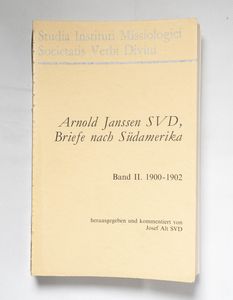 Studia Instituti Missiologici
Societatis Verbi Divini
Arnold Janssen SVD,
Briefe nach Südamerika
Band II. 1900-1902
herausgegeben und kommentiert von
Josef Alt SVD